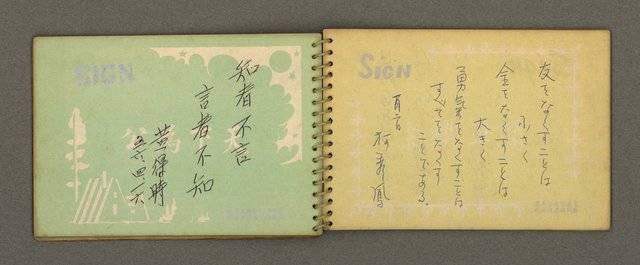 SIGN
友をなくすことは
小さく
金をなくすことは
大きく
勇氣をなくすことは
すべてをなくす
ことである。
鳳
SIGN
知者不言
言者不知
黄得時